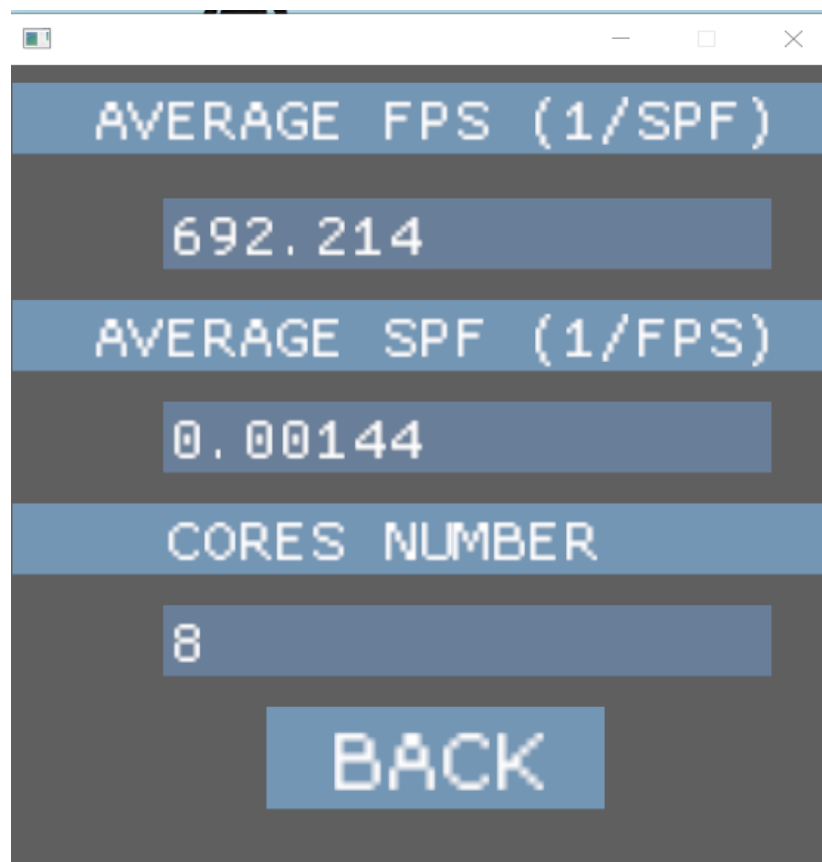 AVERAGE FPS (1/SPF)
692.214
AVERAGE SPF (1/FPS)
0.00144
CORES NUMBER
8
BACK